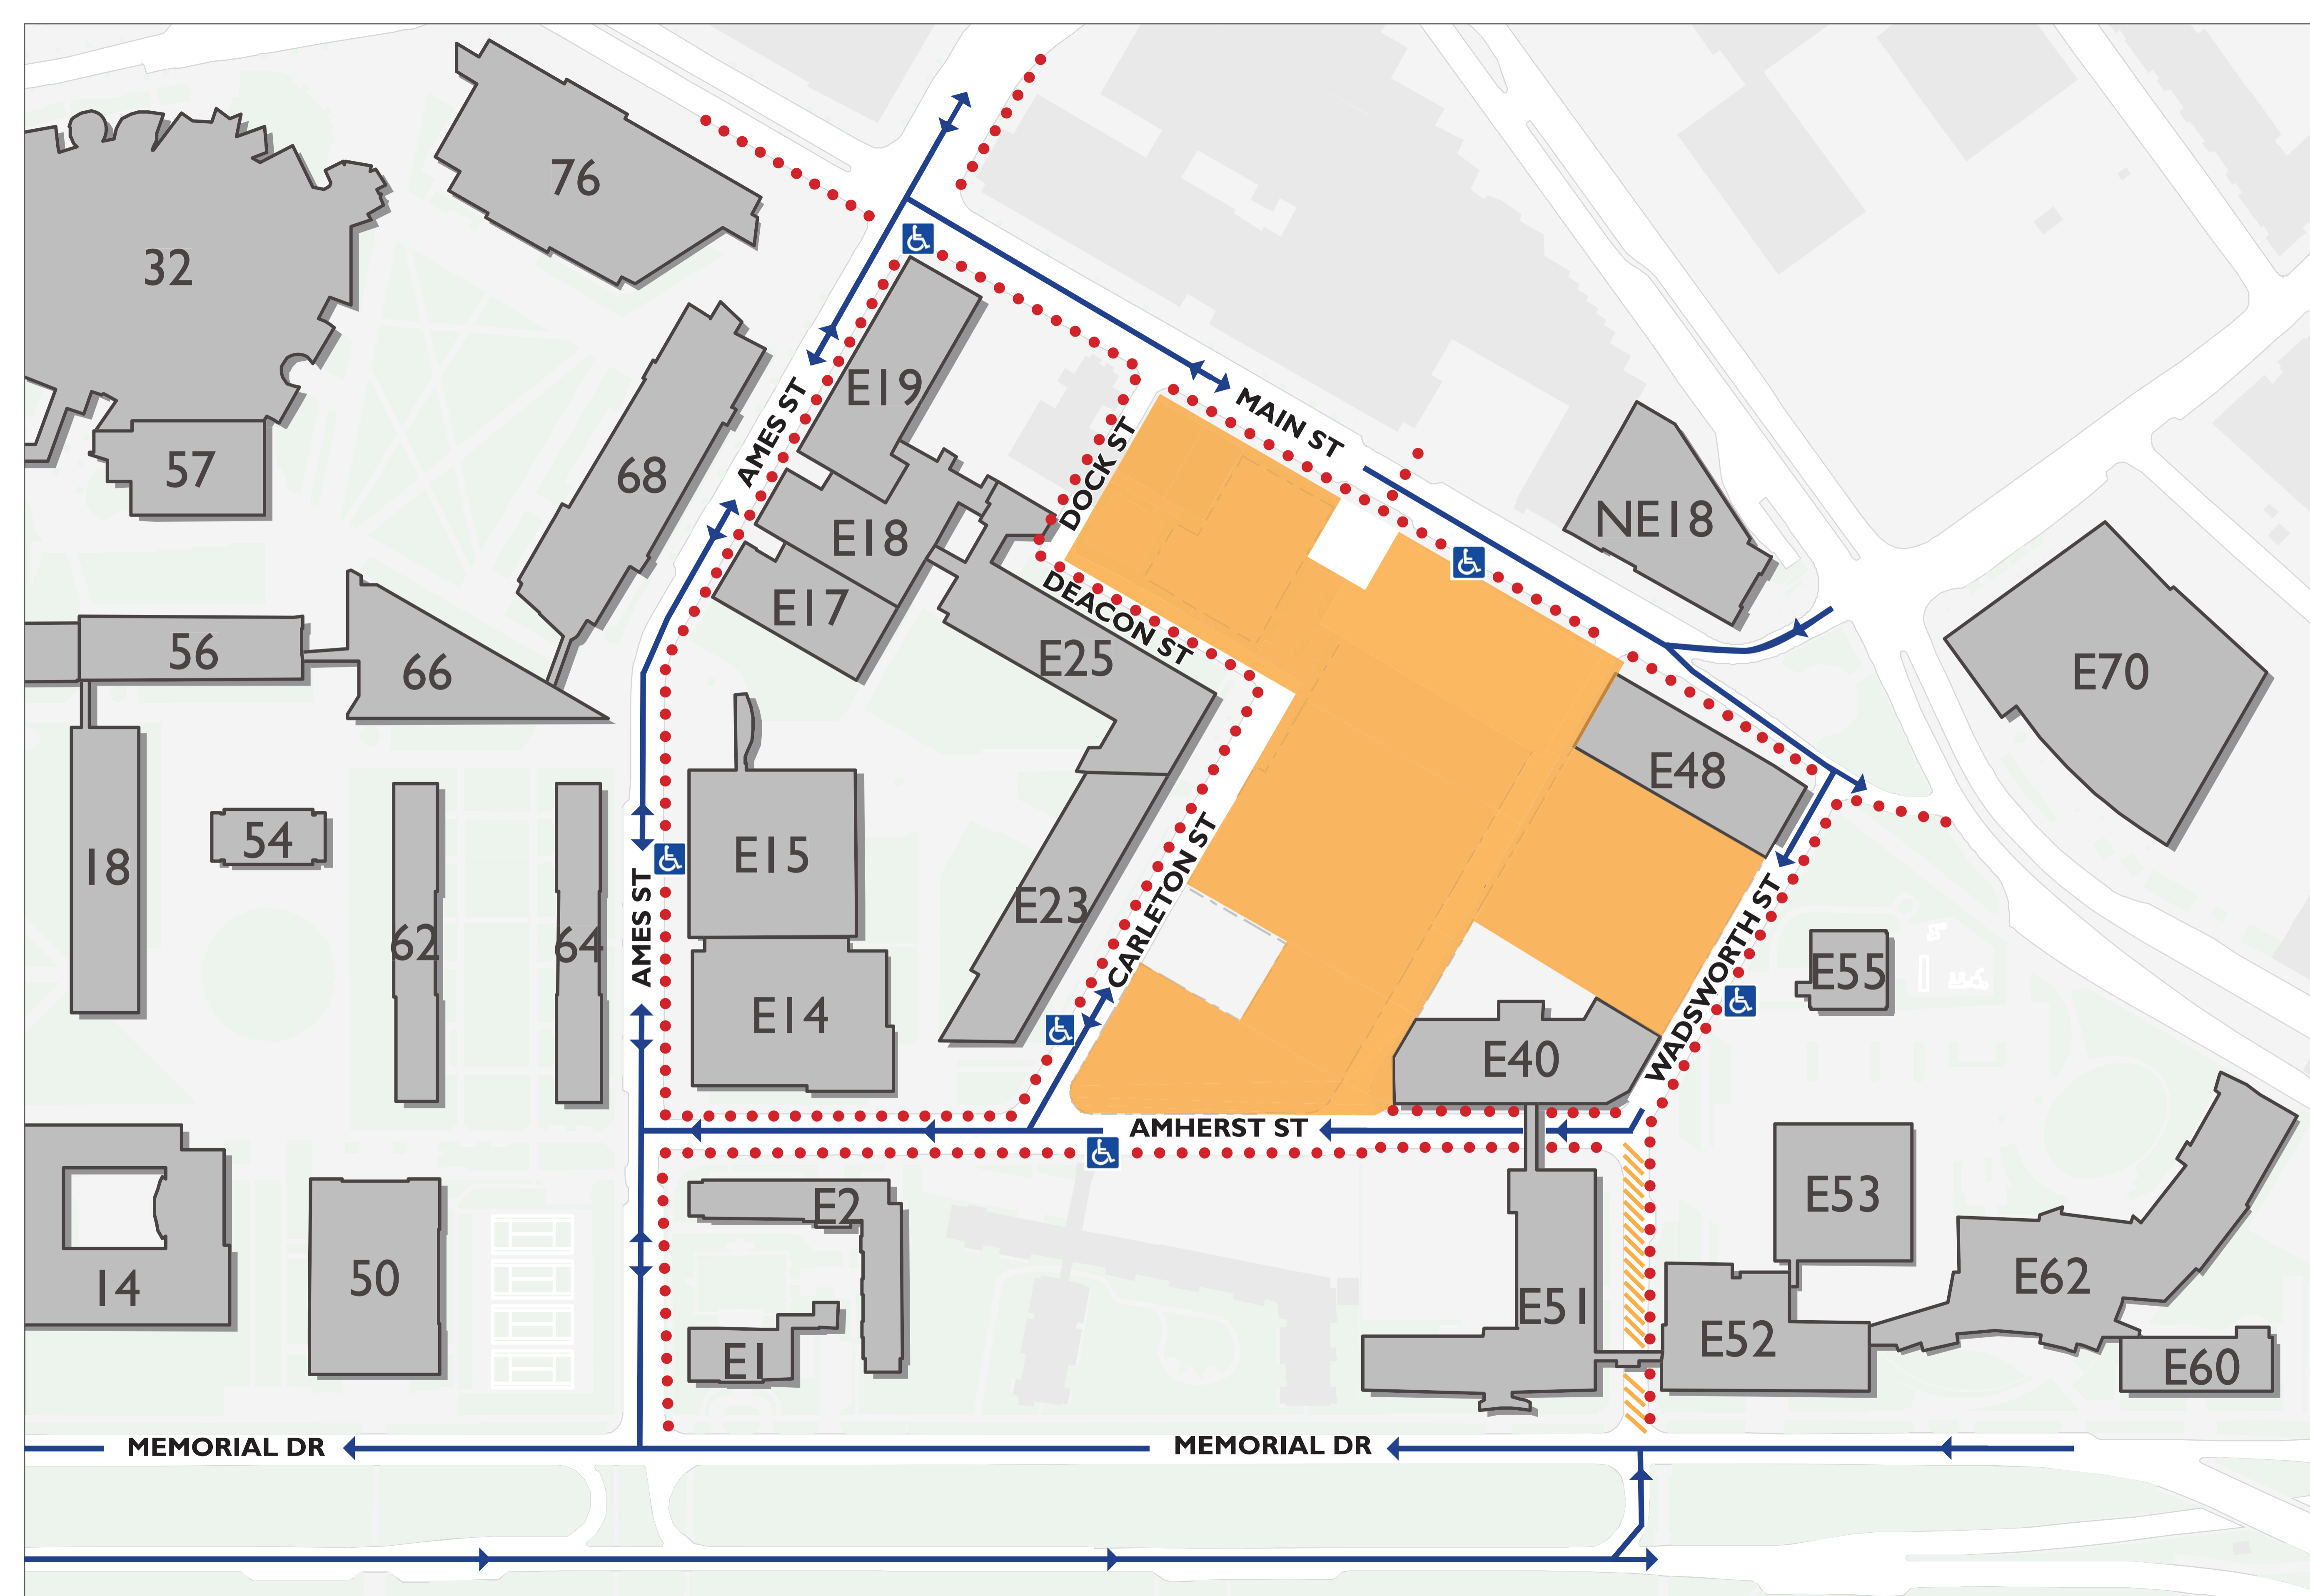 76
32
E19
AMES ST
MAIN ST
57
68
DOCK ST
NE18
E18
E17
DEACON ST
E25
56
66
E70
E48
54
18
E15
CARLETON ST
62
64
AMES ST
E23
WADSWORTH ST
E55
E14
E40
AMHERST ST
E2
E53
14
50
E62
E51
E1
E52
E60
MEMORIAL DR
MEMORIAL DR